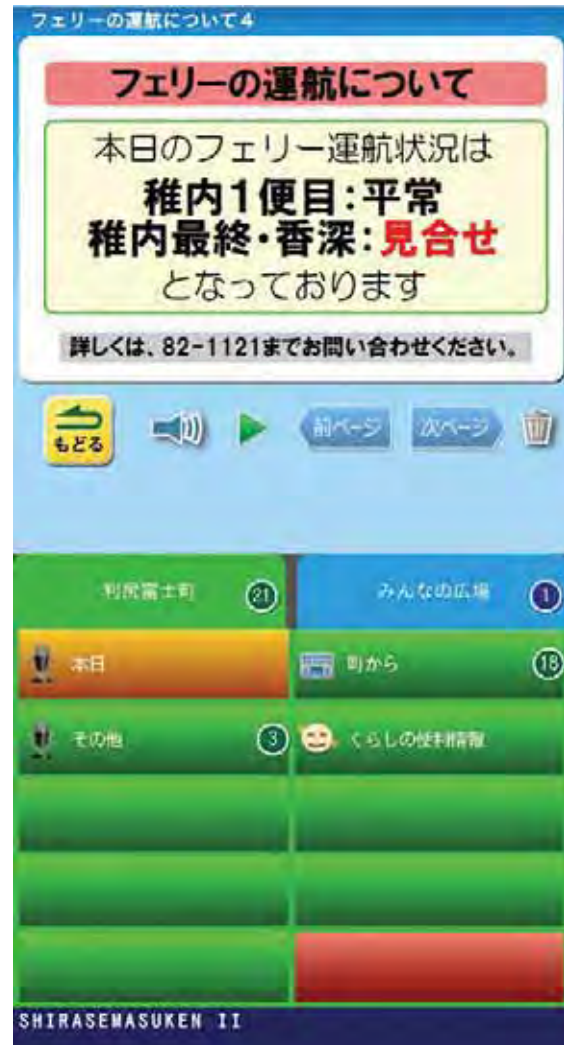 フェリーの運航について4
フェリーの運航について
本日のフェリー運航状況は
稚内1便目:平常
稚内最終・香深:見合せ
となっております
詳しくは、82-1121までお問い合わせください。
もどる
前ページ
次ページ
利尻富士町
21
みんなの広場
1
本日
町から
18
その他
3
くらしの便利情報
SHIRASEMASUKEN II